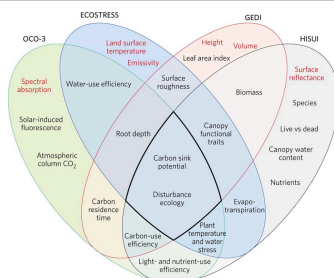 ECOSTRESS
GEDI
OCO-3
HISUI
Land surface
temperature
Emissivity
Height
Volume
Leaf area index
Spectral
absorption
Surface
reflectance
Water-use efficiency
Surface
roughness
Biomass
Species
Solar-induced
fluorescence
Root depth
Canopy
functional
traits
Live vs dead
Canopy water
content
Atmospheric
column CO₂
Carbon sink
potential
Nutrients
Disturbance
ecology
Carbon
residence
time
Evapo-
transpiration
Plant
temperature
and water
stress
Carbon-use
efficiency
Light- and nutrient-use
efficiency